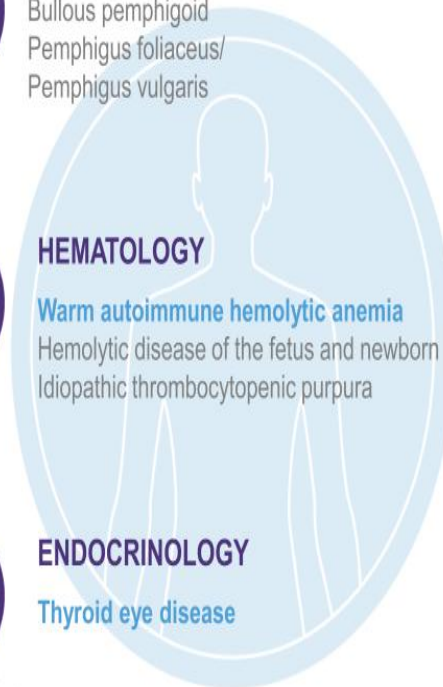 Bullous pemphigoid
Pemphigus foliaceus/
Pemphigus vulgaris
HEMATOLOGY
Warm autoimmune hemolytic anemia
Hemolytic disease of the fetus and newborn
Idiopathic thrombocytopenic purpura
ENDOCRINOLOGY
Thyroid eye disease